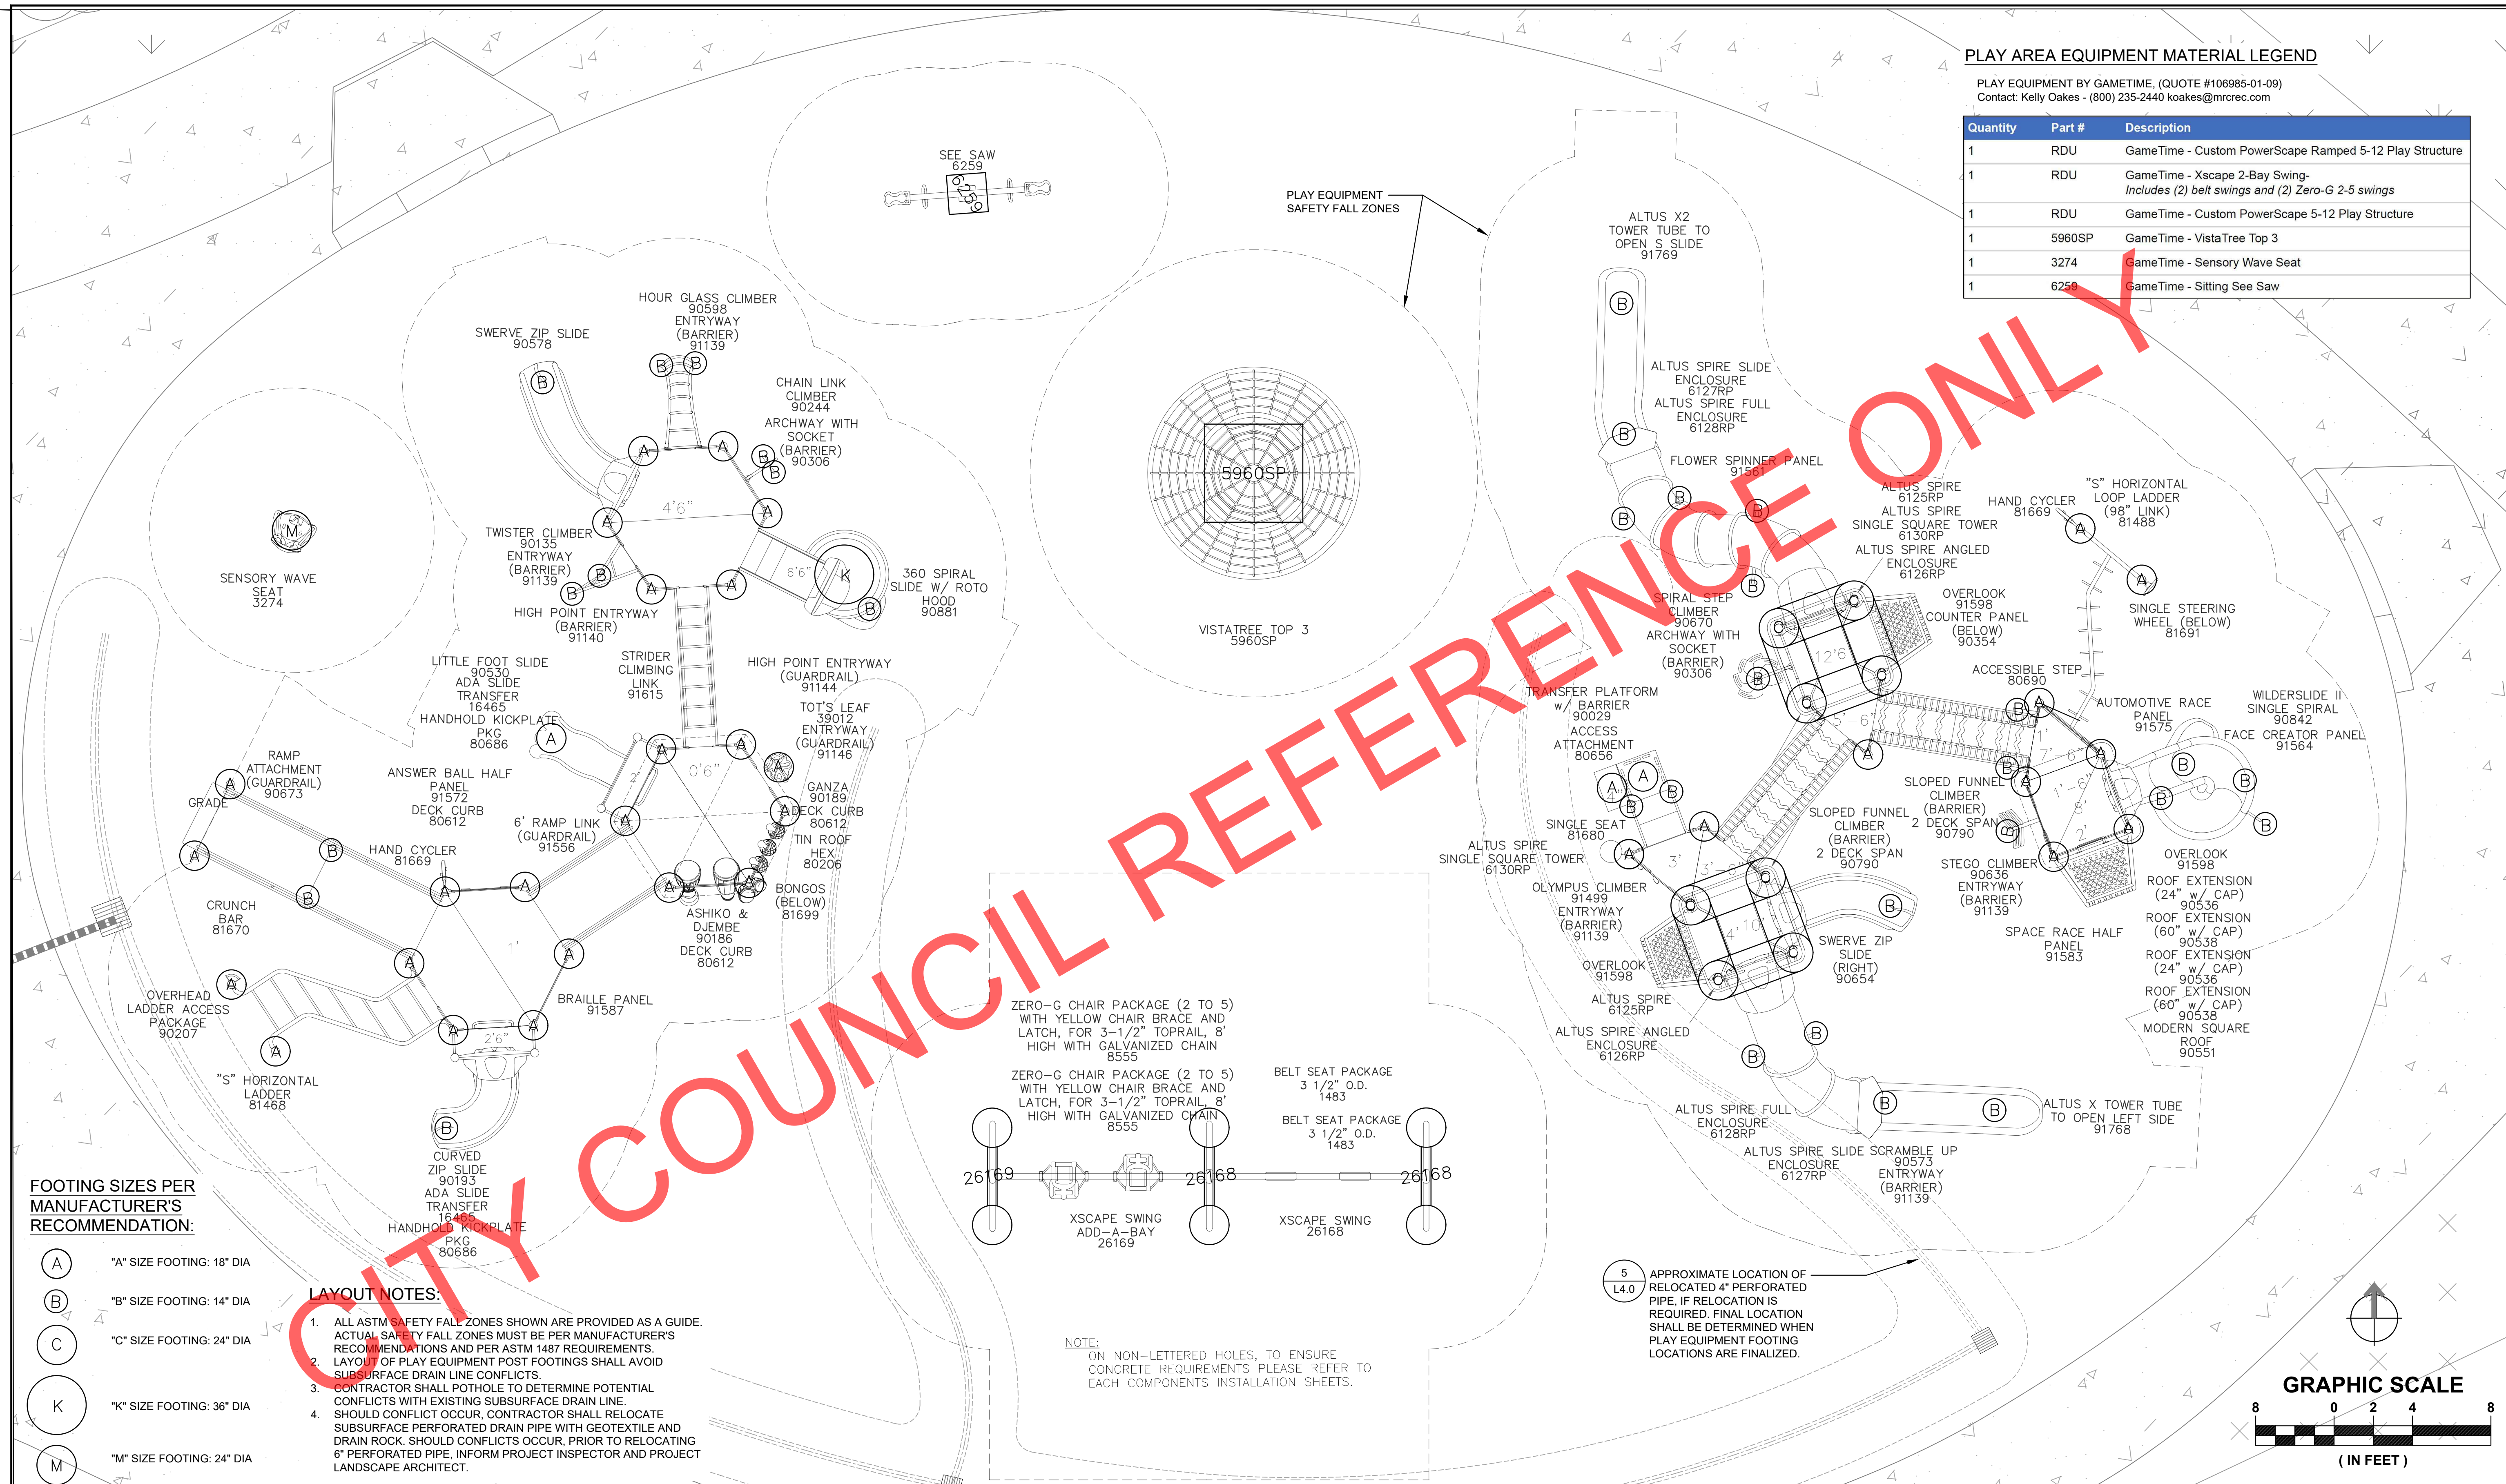 PLAY AREA EQUIPMENT MATERIAL LEGEND
PLAY EQUIPMENT BY GAMETIME, (QUOTE #106985-01-09)
Contact: Kelly Oakes - (800) 235-2440 koakes@mrcrec.com
Quantity Part # Description
1 RDU GameTime - Custom PowerScape Ramped 5-12 Play Structure
1 RDU GameTime - Xscape 2-Bay Swing-
Includes (2) belt swings and (2) Zero-G 2-5 swings
1 RDU GameTime - Custom PowerScape 5-12 Play Structure
1 5960SP GameTime - VistaTree Top 3
1 3274 GameTime - Sensory Wave Seat
1 6259 GameTime - Sitting See Saw
SEE SAW
6259
6259
PLAY EQUIPMENT
SAFETY FALL ZONES
HOUR GLASS CLIMBER
90598
ENTRYWAY
(BARRIER)
91139
SWERVE ZIP SLIDE
90578
CHAIN LINK
CLIMBER
90244
ARCHWAY WITH
SOCKET
(BARRIER)
90306
4'6"
TWISTER CLIMBER
90135
ENTRYWAY
(BARRIER)
91139
HIGH POINT ENTRYWAY
(BARRIER)
91140
6'6"
K
360 SPIRAL
SLIDE W/ ROTO
HOOD
90881
M
SENSORY WAVE
SEAT
3274
5960SP
VISTATREE TOP 3
5960SP
STRIDER
CLIMBING
LINK
91615
LITTLE FOOT SLIDE
90530
ADA SLIDE
TRANSFER
16465
HANDHOLD KICKPLATE
PKG
80686
HIGH POINT ENTRYWAY
(GUARDRAIL)
91144
TOT'S LEAF
39012
ENTRYWAY
(GUARDRAIL)
91146
GANZA
90189
DECK CURB
80612
TIN ROOF
HEX
80206
BONGOS
(BELOW)
81699
2'
0'6"
RAMP
ATTACHMENT
(GUARDRAIL)
90673
GRADE
ANSWER BALL HALF
PANEL
91572
DECK CURB
80612
6' RAMP LINK
(GUARDRAIL)
91556
HAND CYCLER
81669
CRUNCH
BAR
81670
ASHIKO &
DJEMBE
90186
DECK CURB
80612
1'
BRAILLE PANEL
91587
OVERHEAD
LADDER ACCESS
PACKAGE
90207
"S" HORIZONTAL
LADDER
81468
2'6"
CURVED
ZIP SLIDE
90193
ADA SLIDE
TRANSFER
16465
HANDHOLD KICKPLATE
PKG
80686
ZERO-G CHAIR PACKAGE (2 TO 5)
WITH YELLOW CHAIR BRACE AND
LATCH, FOR 3-1/2" TOPRAIL, 8'
HIGH WITH GALVANIZED CHAIN
8555
ZERO-G CHAIR PACKAGE (2 TO 5)
WITH YELLOW CHAIR BRACE AND
LATCH, FOR 3-1/2" TOPRAIL, 8'
HIGH WITH GALVANIZED CHAIN
8555
BELT SEAT PACKAGE
3 1/2" O.D.
1483
BELT SEAT PACKAGE
3 1/2" O.D.
1483
26169
26168
26168
XSCAPE SWING
ADD-A-BAY
26169
XSCAPE SWING
26168
NOTE:
ON NON-LETTERED HOLES, TO ENSURE
CONCRETE REQUIREMENTS PLEASE REFER TO
EACH COMPONENTS INSTALLATION SHEETS.
ALTUS X2
TOWER TUBE TO
OPEN S SLIDE
91769
ALTUS SPIRE SLIDE
ENCLOSURE
6127RP
ALTUS SPIRE FULL
ENCLOSURE
6128RP
FLOWER SPINNER PANEL
91561
ALTUS SPIRE
6125RP
ALTUS SPIRE
SINGLE SQUARE TOWER
6130RP
ALTUS SPIRE ANGLED
ENCLOSURE
6126RP
HAND CYCLER
81669
"S" HORIZONTAL
LOOP LADDER
(98" LINK)
81488
SINGLE STEERING
WHEEL (BELOW)
81691
OVERLOOK
91598
COUNTER PANEL
(BELOW)
90354
SPIRAL STEP
CLIMBER
90670
ARCHWAY WITH
SOCKET
(BARRIER)
90306
12'6
ACCESSIBLE STEP
80690
AUTOMOTIVE RACE
PANEL
91575
WILDERSLIDE II
SINGLE SPIRAL
90842
FACE CREATOR PANEL
91564
TRANSFER PLATFORM
w/ BARRIER
90029
ACCESS
ATTACHMENT
80656
5'-6"
1'
7'-6"
1'-6"
8'
2'
SLOPED FUNNEL
CLIMBER
(BARRIER)
2 DECK SPAN
90790
SLOPED FUNNEL
CLIMBER
(BARRIER)
2 DECK SPAN
90790
SINGLE SEAT
81680
ALTUS SPIRE
SINGLE SQUARE TOWER
6130RP
3'
3'-6"
4'
10'
OLYMPUS CLIMBER
91499
ENTRYWAY
(BARRIER)
91139
STEGO CLIMBER
90636
ENTRYWAY
(BARRIER)
91139
OVERLOOK
91598
ROOF EXTENSION
(24" w/ CAP)
90536
ROOF EXTENSION
(60" w/ CAP)
90538
ROOF EXTENSION
(24" w/ CAP)
90536
ROOF EXTENSION
(60" w/ CAP)
90538
MODERN SQUARE
ROOF
90551
SPACE RACE HALF
PANEL
91583
SWERVE ZIP
SLIDE
(RIGHT)
90654
OVERLOOK
91598
ALTUS SPIRE
6125RP
ALTUS SPIRE ANGLED
ENCLOSURE
6126RP
ALTUS SPIRE FULL
ENCLOSURE
6128RP
ALTUS SPIRE SLIDE
ENCLOSURE
6127RP
SCRAMBLE UP
90573
ENTRYWAY
(BARRIER)
91139
ALTUS X TOWER TUBE
TO OPEN LEFT SIDE
91768
5
L4.0
APPROXIMATE LOCATION OF
RELOCATED 4" PERFORATED
PIPE, IF RELOCATION IS
REQUIRED. FINAL LOCATION
SHALL BE DETERMINED WHEN
PLAY EQUIPMENT FOOTING
LOCATIONS ARE FINALIZED.
FOOTING SIZES PER
MANUFACTURER'S
RECOMMENDATION:
A "A" SIZE FOOTING: 18" DIA
B "B" SIZE FOOTING: 14" DIA
C "C" SIZE FOOTING: 24" DIA
K "K" SIZE FOOTING: 36" DIA
M "M" SIZE FOOTING: 24" DIA
LAYOUT NOTES:
1. ALL ASTM SAFETY FALL ZONES SHOWN ARE PROVIDED AS A GUIDE.
ACTUAL SAFETY FALL ZONES MUST BE PER MANUFACTURER'S
RECOMMENDATIONS AND PER ASTM 1487 REQUIREMENTS.
2. LAYOUT OF PLAY EQUIPMENT POST FOOTINGS SHALL AVOID
SUBSURFACE DRAIN LINE CONFLICTS.
3. CONTRACTOR SHALL POTHOLE TO DETERMINE POTENTIAL
CONFLICTS WITH EXISTING SUBSURFACE DRAIN LINE.
4. SHOULD CONFLICT OCCUR, CONTRACTOR SHALL RELOCATE
SUBSURFACE PERFORATED DRAIN PIPE WITH GEOTEXTILE AND
DRAIN ROCK. SHOULD CONFLICTS OCCUR, PRIOR TO RELOCATING
6" PERFORATED PIPE, INFORM PROJECT INSPECTOR AND PROJECT
LANDSCAPE ARCHITECT.
GRAPHIC SCALE
8 0 2 4 8
( IN FEET )
CITY COUNCIL REFERENCE ONLY